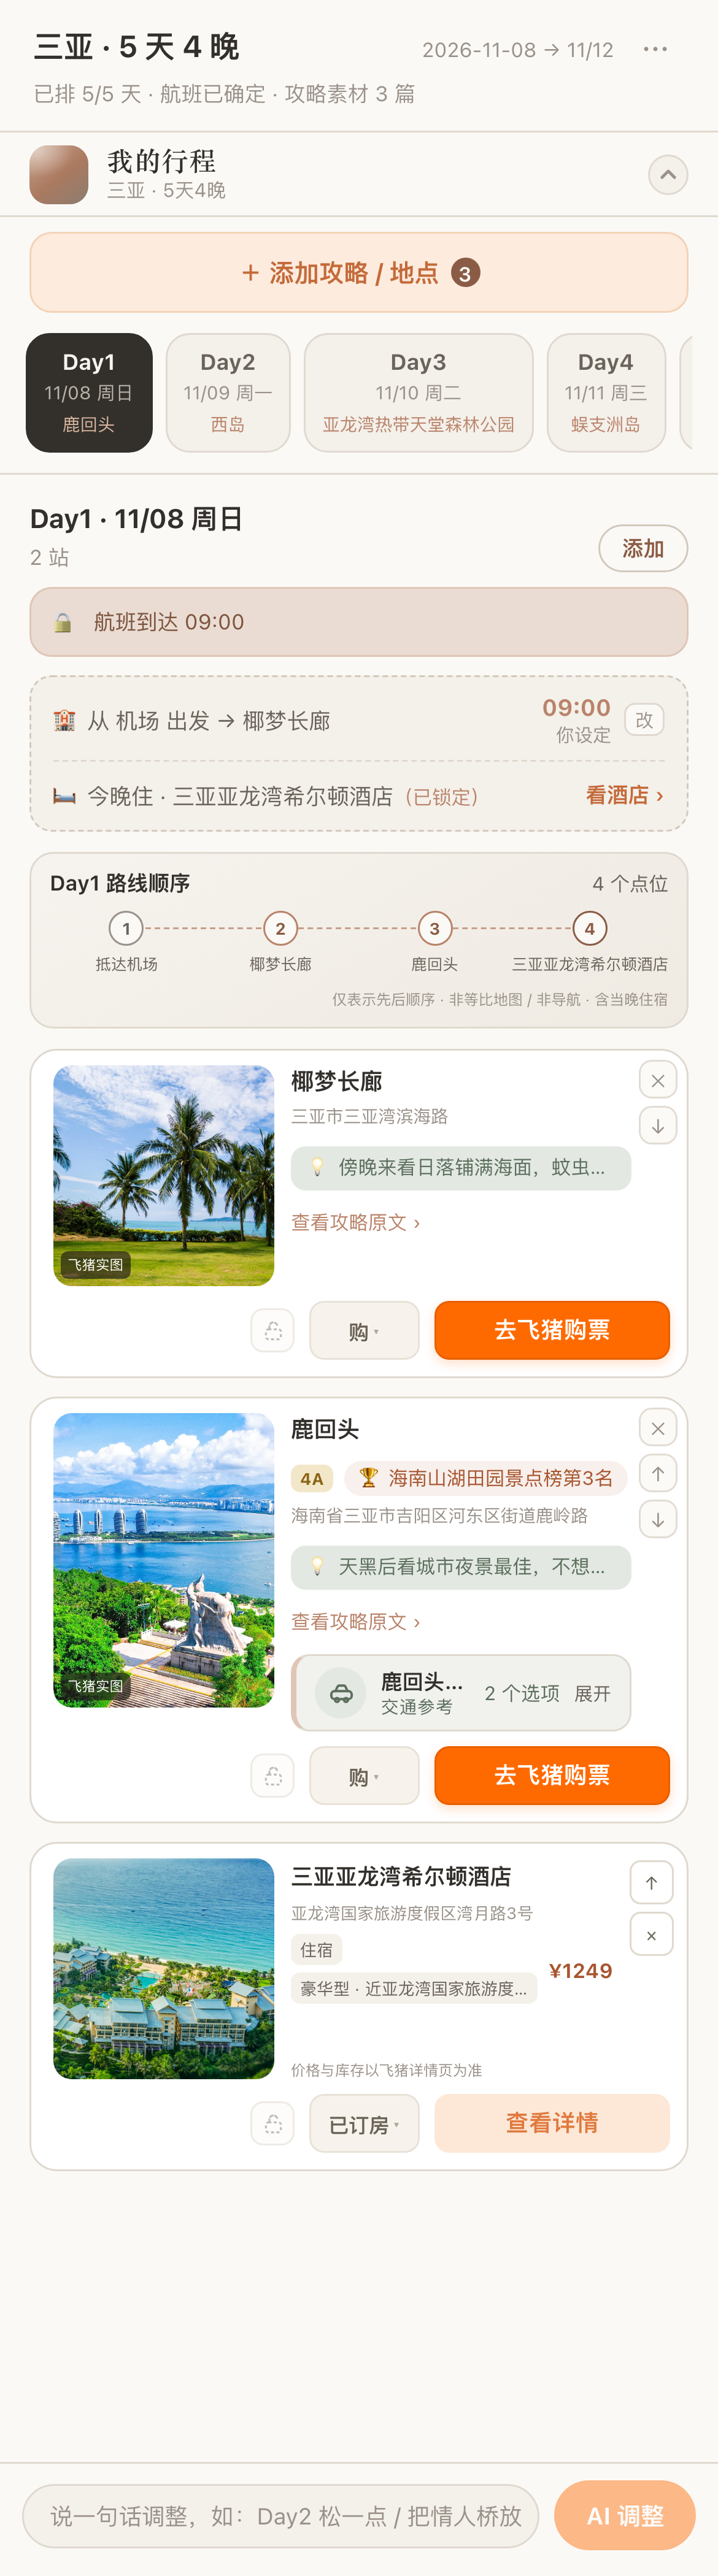 三亚 · 5 天 4 晚
2026-11-08 → 11/12 ···
已排 5/5 天 · 航班已确定 · 攻略素材 3 篇
我的行程
三亚 · 5天4晚
+ 添加攻略 / 地点 3
Day1
11/08 周日
鹿回头
Day2
11/09 周一
西岛
Day3
11/10 周二
亚龙湾热带天堂森林公园
Day4
11/11 周三
蜈支洲岛
Day1 · 11/08 周日
2 站
添加
航班到达 09:00
从 机场 出发 → 椰梦长廊
09:00
你设定
改
今晚住 · 三亚亚龙湾希尔顿酒店（已锁定）
看酒店 ›
Day1 路线顺序
4 个点位
1
2
3
4
抵达机场
椰梦长廊
鹿回头
三亚亚龙湾希尔顿酒店
仅表示先后顺序 · 非等比地图 / 非导航 · 含当晚住宿
椰梦长廊
三亚市三亚湾滨海路
傍晚来看日落铺满海面，蚊虫...
查看攻略原文 ›
飞猪实图
购
去飞猪购票
鹿回头
4A
海南山湖田园景点榜第3名
海南省三亚市吉阳区河东区街道鹿岭路
天黑后看城市夜景最佳，不想...
查看攻略原文 ›
飞猪实图
鹿回头...
交通参考
2 个选项
展开
购
去飞猪购票
三亚亚龙湾希尔顿酒店
亚龙湾国家旅游度假区湾月路3号
住宿
豪华型 · 近亚龙湾国家旅游度...
¥1249
价格与库存以飞猪详情页为准
已订房
查看详情
说一句话调整，如：Day2 松一点 / 把情人桥放
AI 调整